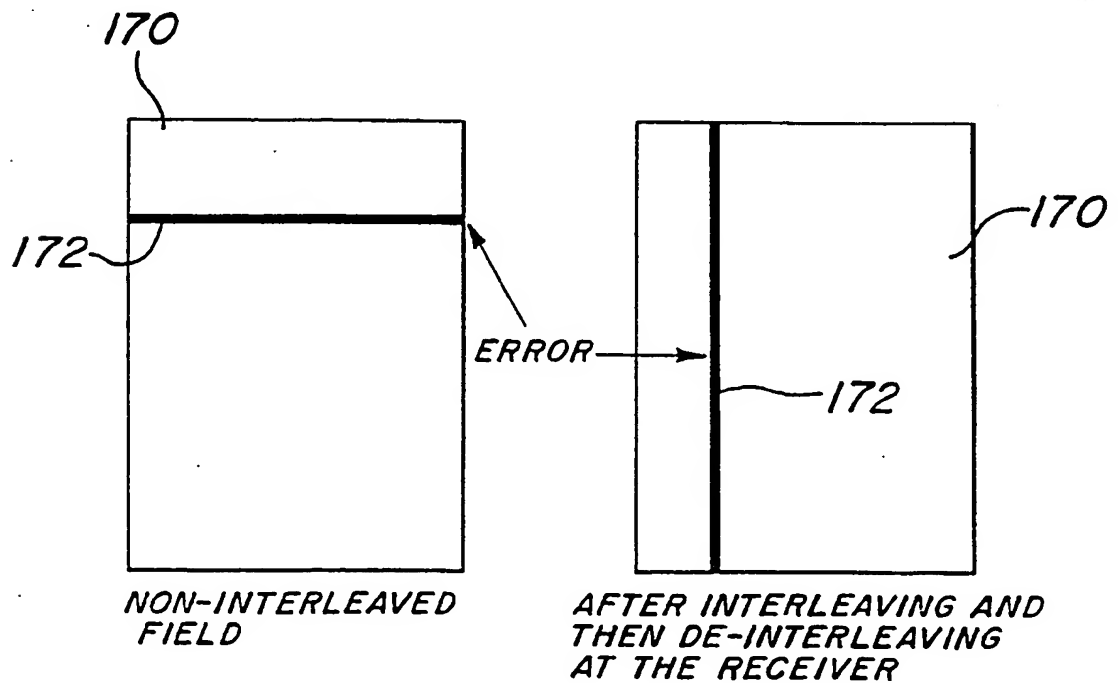 170
170
172
ERROR
172
NON-INTERLEAVED
FIELD
AFTER INTERLEAVING AND
THEN DE-INTERLEAVING
AT THE RECEIVER